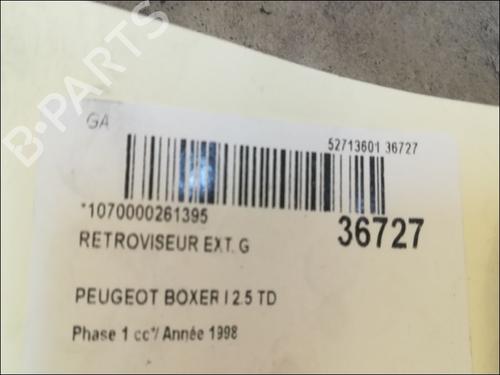 B-PARTS
GA
52713601 36727
*1070000261395
36727
RETROVISEUR EXT. G
PEUGEOT BOXER I 2.5 TD
Phase 1 cc*/ Année 1998